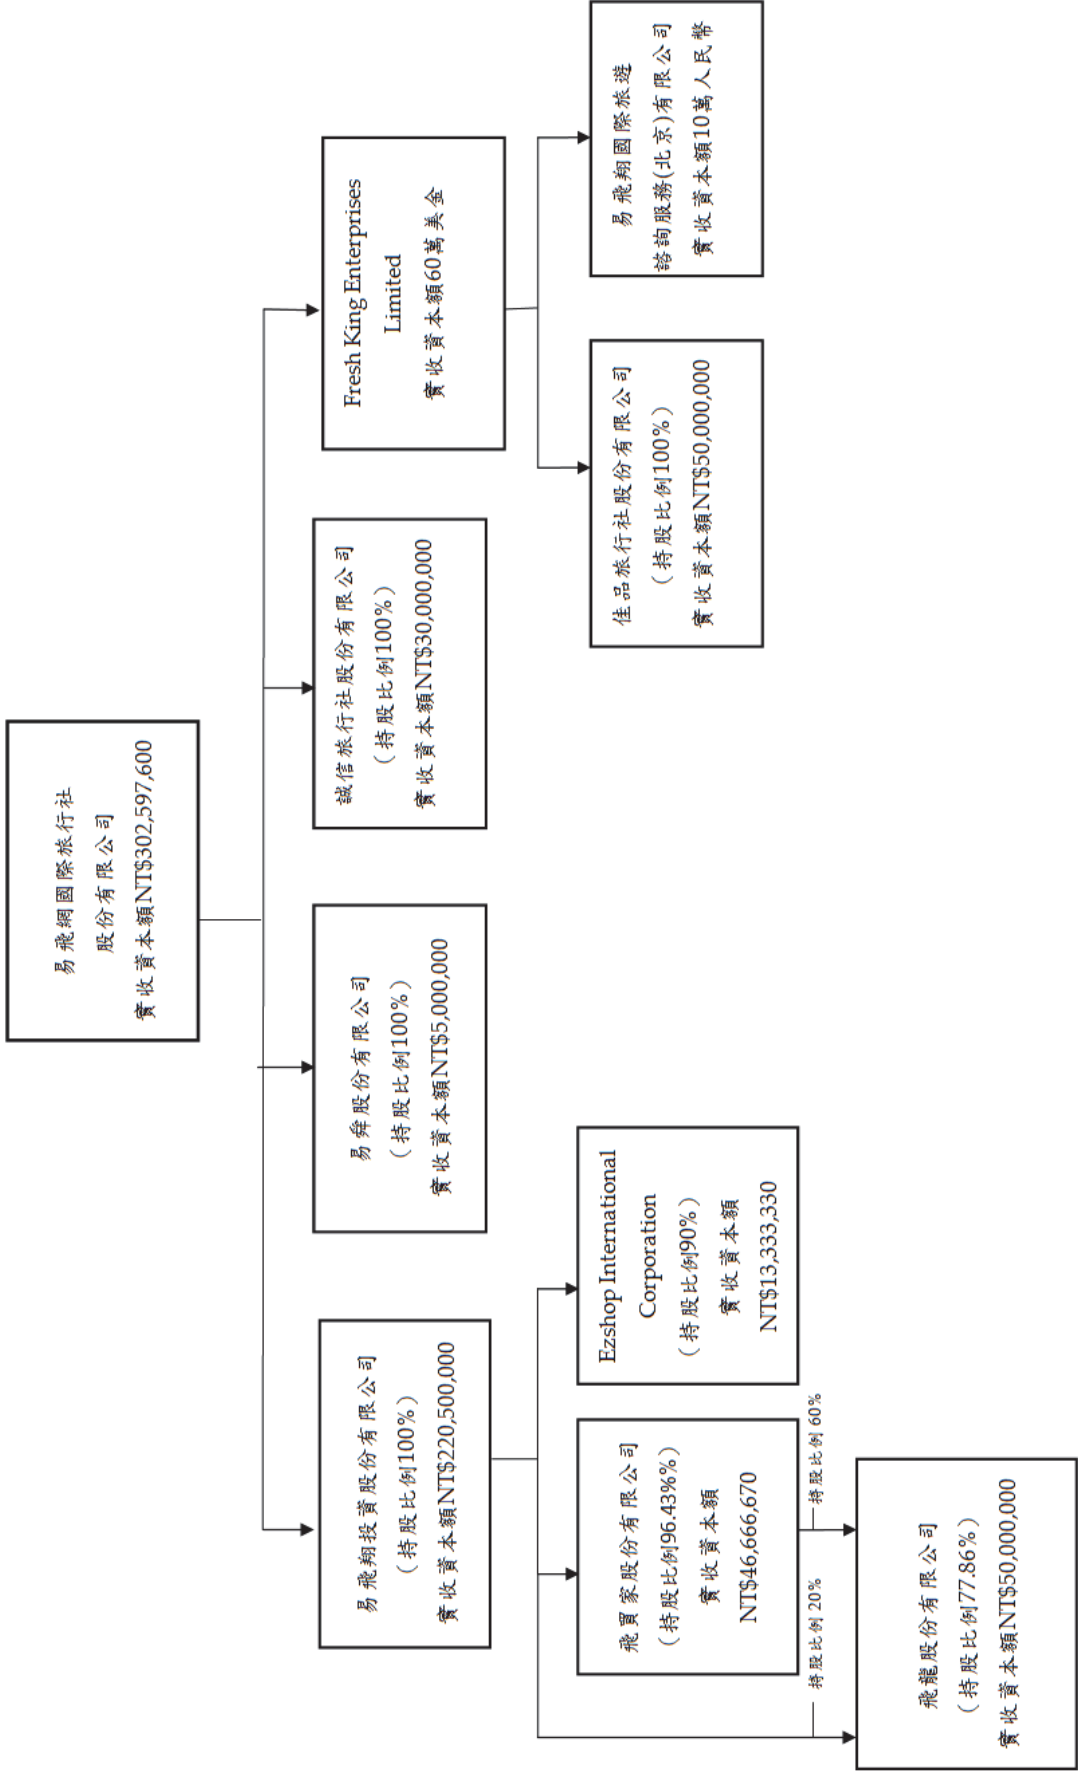 易飛網國際旅行社
股份有限公司
實收資本額NT$302,597,600
易飛翔投資股份有限公司
（持股比例100%）
實收資本額NT$220,500,000
易舜股份有限公司
（持股比例100%）
實收資本額NT$5,000,000
誠信旅行社股份有限公司
（持股比例100%）
實收資本額NT$30,000,000
Fresh King Enterprises
Limited
實收資本額60萬美金
飛買家股份有限公司
（持股比例96.43%%）
實收資本額
NT$46,666,670
Ezshop International
Corporation
（持股比例90%）
實收資本額
NT$13,333,330
佳品旅行社股份有限公司
（持股比例100%）
實收資本額NT$50,000,000
易飛翔國際旅遊
諮詢服務(北京)有限公司
實收資本額10萬人民幣
持股比例 20%
持股比例 60%
飛龍股份有限公司
（持股比例77.86%）
實收資本額NT$50,000,000